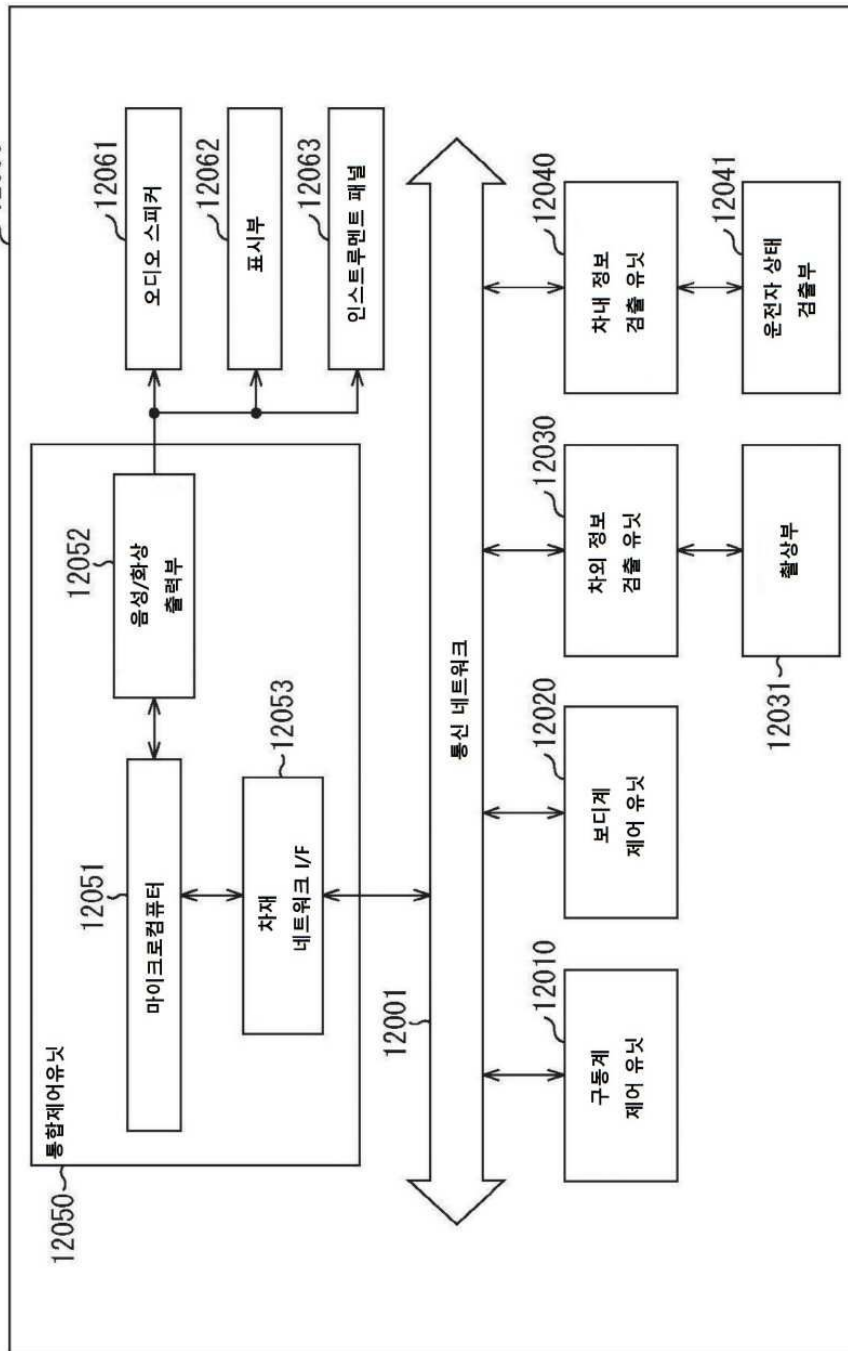 12050
통합제어유닛
12051
마이크로컴퓨터
12052
음성/화상
출력부
12053
차재
네트워크 I/F
12061
오디오 스피커
12062
표시부
12063
인스트루먼트 패널
12001
통신 네트워크
12010
구동계
제어 유닛
12020
보디계
제어 유닛
12030
차외 정보
검출 유닛
12040
차내 정보
검출 유닛
12031
촬상부
12041
운전자 상태
검출부